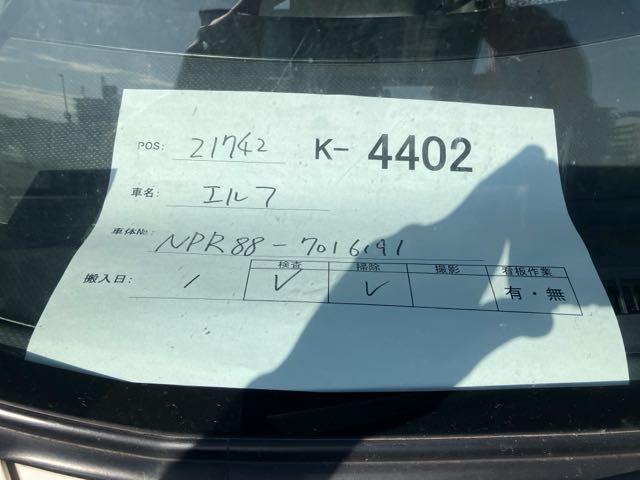 POS: 21742 K- 4402
車名: エルフ
車体№: NPR88-7016191
検査 掃除 撮影 看板作業
搬入日: / ✓ ✓ 有・無